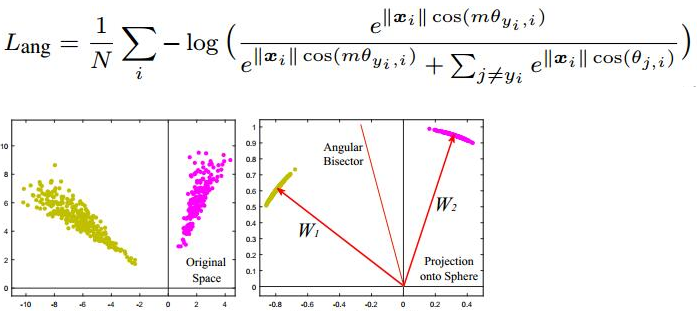 L_ang = 1/N ∑_i − log ( e^{‖x_i‖ cos(mθ_{y_i,i})} / ( e^{‖x_i‖ cos(mθ_{y_i,i})} + ∑_{j≠y_i} e^{‖x_i‖ cos(θ_{j,i})} ) )
10
8
6
4
2
0
Original
Space
-10 -8 -6 -4 -2 0 2 4
1
0.9
0.8
0.7
0.6
0.5
0.4
0.3
0.2
0.1
0
Angular
Bisector
W_1
W_2
Projection
onto Sphere
-0.8 -0.6 -0.4 -0.2 0 0.2 0.4